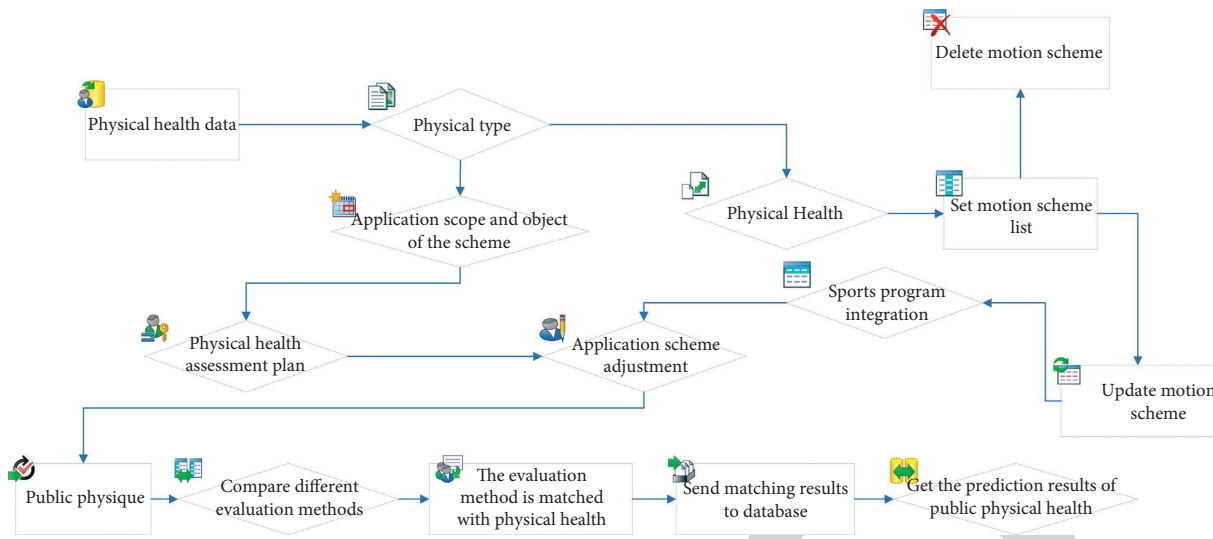 Delete motion scheme
Physical health data
Physical type
Application scope and object
of the scheme
Physical Health
Set motion scheme
list
Sports program
integration
Physical health
assessment plan
Application scheme
adjustment
Update motion
scheme
Public physique
Compare different
evaluation methods
The evaluation
method is matched
with physical health
Send matching results
to database
Get the prediction results of
public physical health